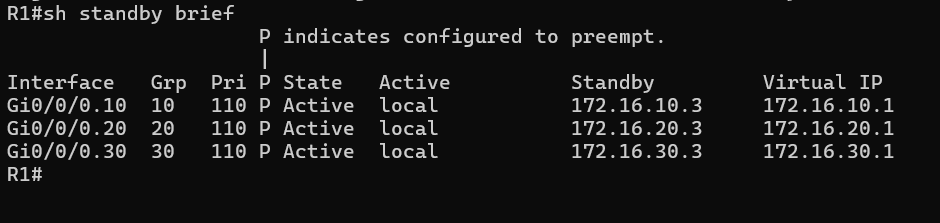 R1#sh standby brief
P indicates configured to preempt.
|
Interface Grp Pri P State Active Standby Virtual IP
Gi0/0/0.10 10 110 P Active local 172.16.10.3 172.16.10.1
Gi0/0/0.20 20 110 P Active local 172.16.20.3 172.16.20.1
Gi0/0/0.30 30 110 P Active local 172.16.30.3 172.16.30.1
R1#